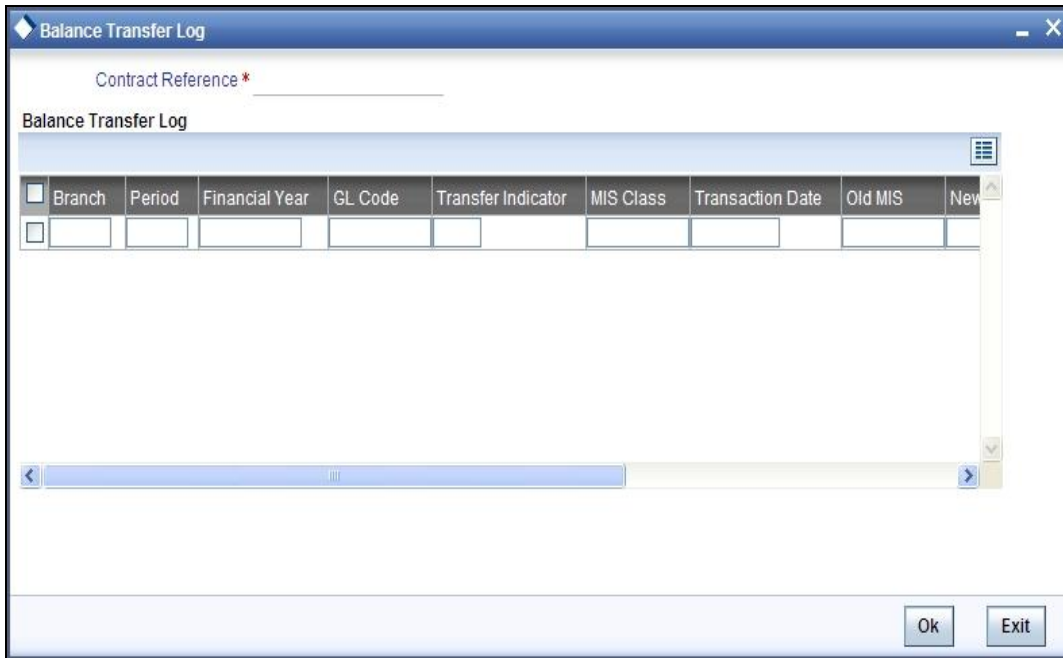 Balance Transfer Log
Contract Reference *
Balance Transfer Log
Branch Period Financial Year GL Code Transfer Indicator MIS Class Transaction Date Old MIS New
Ok Exit